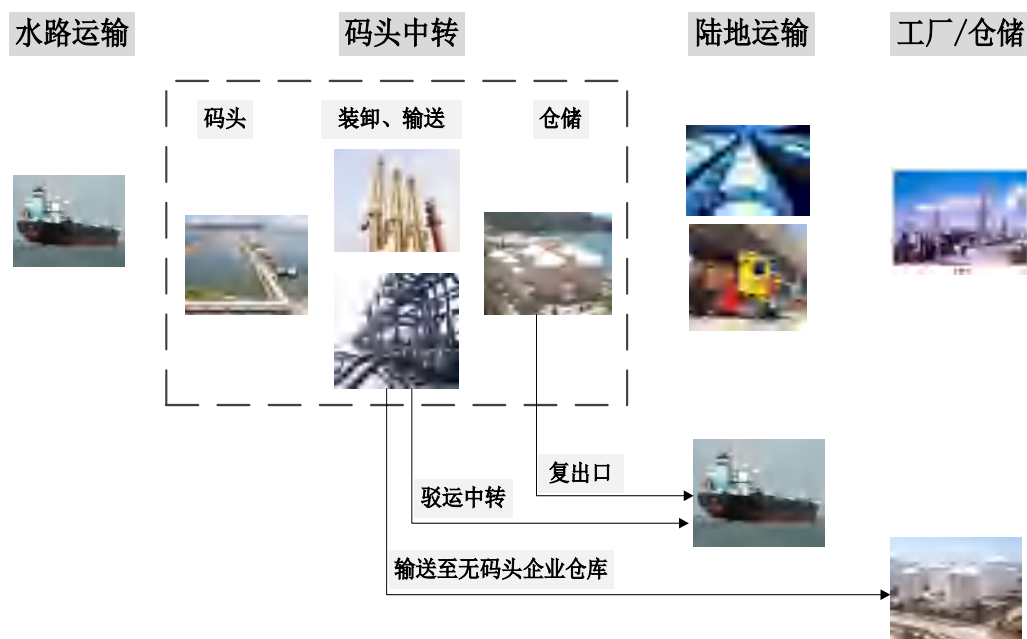 水路运输
码头中转
陆地运输
工厂/仓储
码头
装卸、输送
仓储
复出口
驳运中转
输送至无码头企业仓库